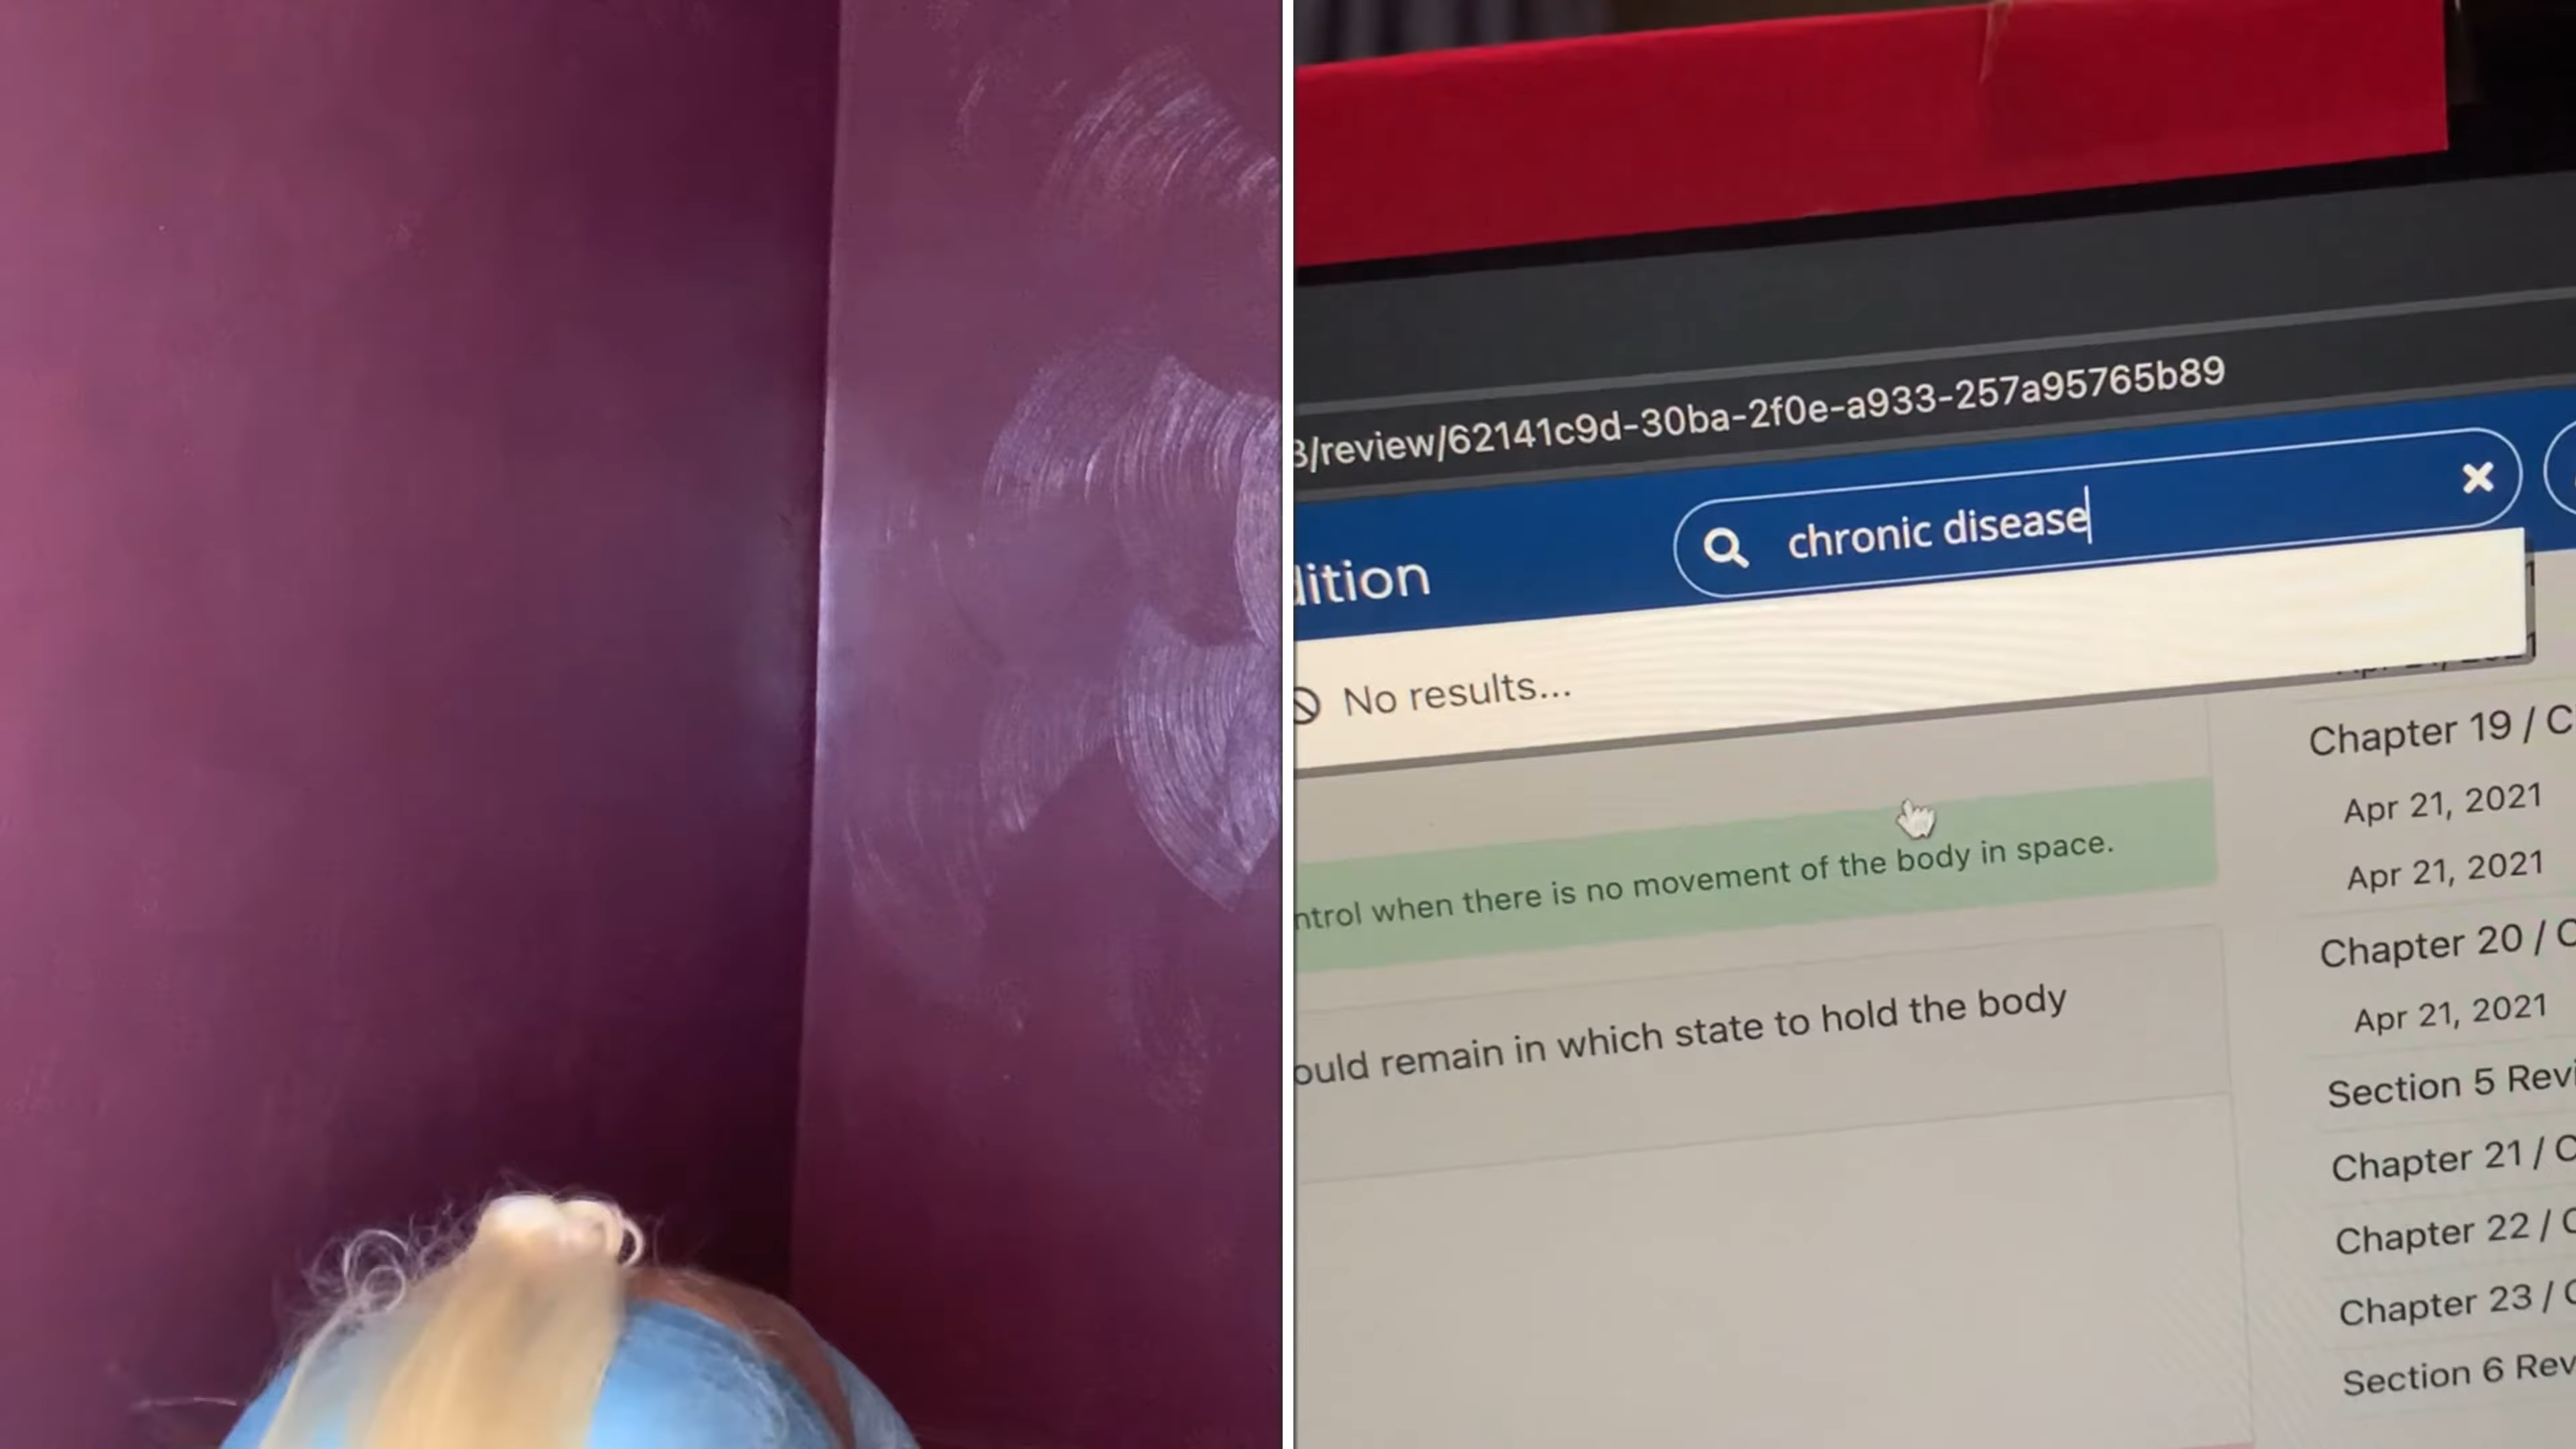 3/review/62141c9d-30ba-2f0e-a933-257a95765b89
dition
chronic disease
No results...
ntrol when there is no movement of the body in space.
ould remain in which state to hold the body
Chapter 19 / C
Apr 21, 2021
Apr 21, 2021
Chapter 20 / C
Apr 21, 2021
Section 5 Revi
Chapter 21 / C
Chapter 22 / C
Chapter 23 / C
Section 6 Rev